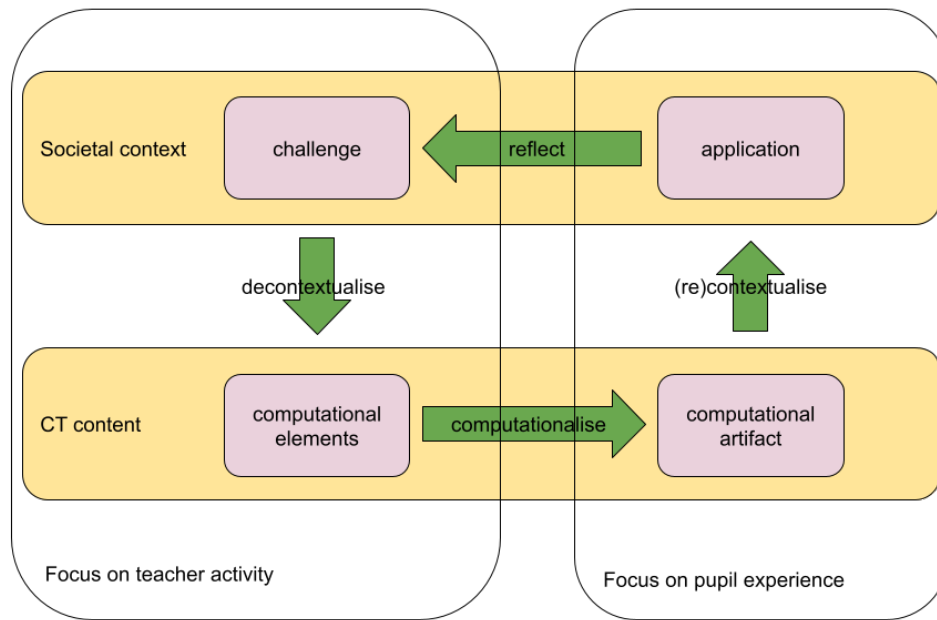 Societal context
challenge
reflect
application
decontextualise
(re)contextualise
CT content
computational
elements
computationalise
computational
artifact
Focus on teacher activity
Focus on pupil experience